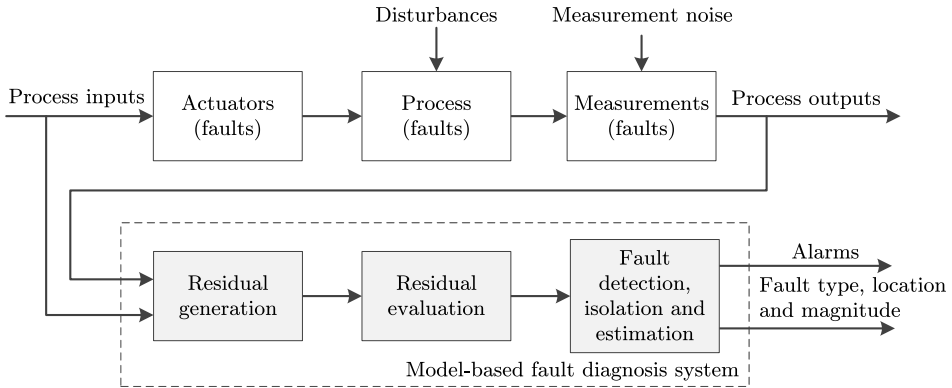 Disturbances
Measurement noise
Process inputs
Actuators
(faults)
Process
(faults)
Measurements
(faults)
Process outputs
Residual
generation
Residual
evaluation
Fault
detection,
isolation and
estimation
Alarms
Fault type, location
and magnitude
Model-based fault diagnosis system